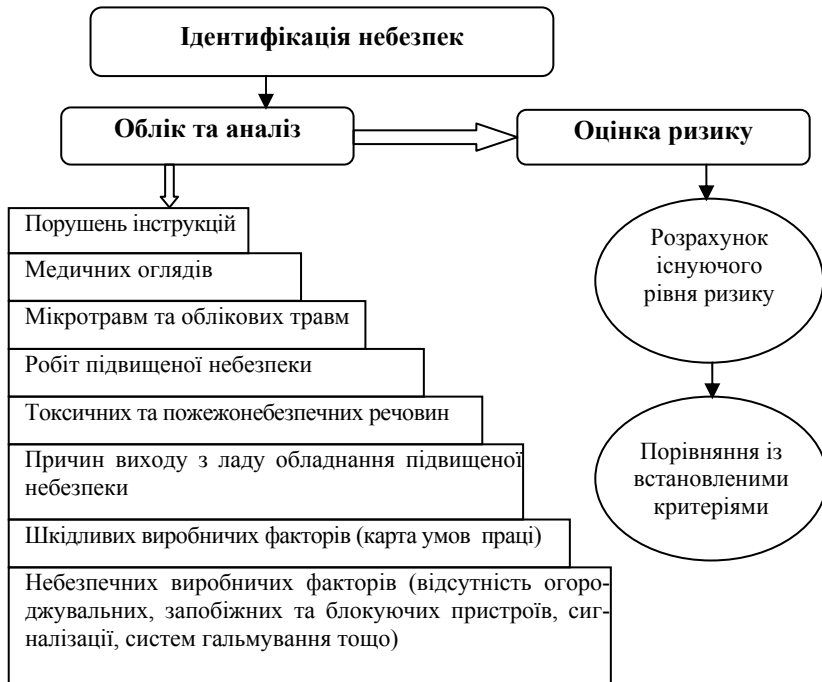 Ідентифікація небезпек
Облік та аналіз
Оцінка ризику
Порушень інструкцій
Медичних оглядів
Мікротравм та облікових травм
Робіт підвищеної небезпеки
Токсичних та пожежонебезпечних речовин
Причин виходу з ладу обладнання підвищеної
небезпеки
Шкідливих виробничих факторів (карта умов праці)
Небезпечних виробничих факторів (відсутність огоро-
джувальних, запобіжних та блокуючих пристроїв, сиг-
налізації, систем гальмування тощо)
Розрахунок
існуючого
рівня ризику
Порівняння із
встановленими
критеріями